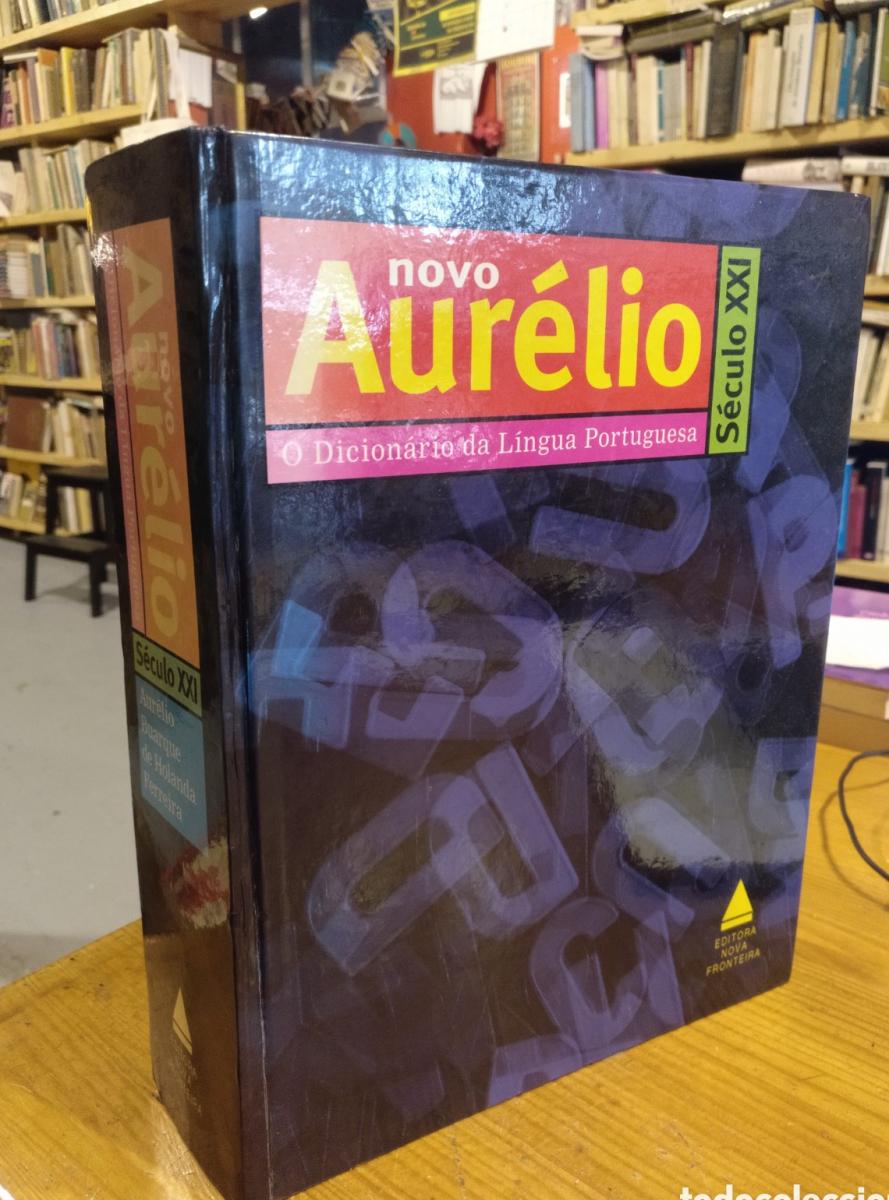 novo
Aurélio
Século XXI
O Dicionário da Língua Portuguesa
EDITORA
NOVA
FRONTEIRA
novo
Aurélio
Século XXI
Aurélio
Buarque
de Holanda
Ferreira